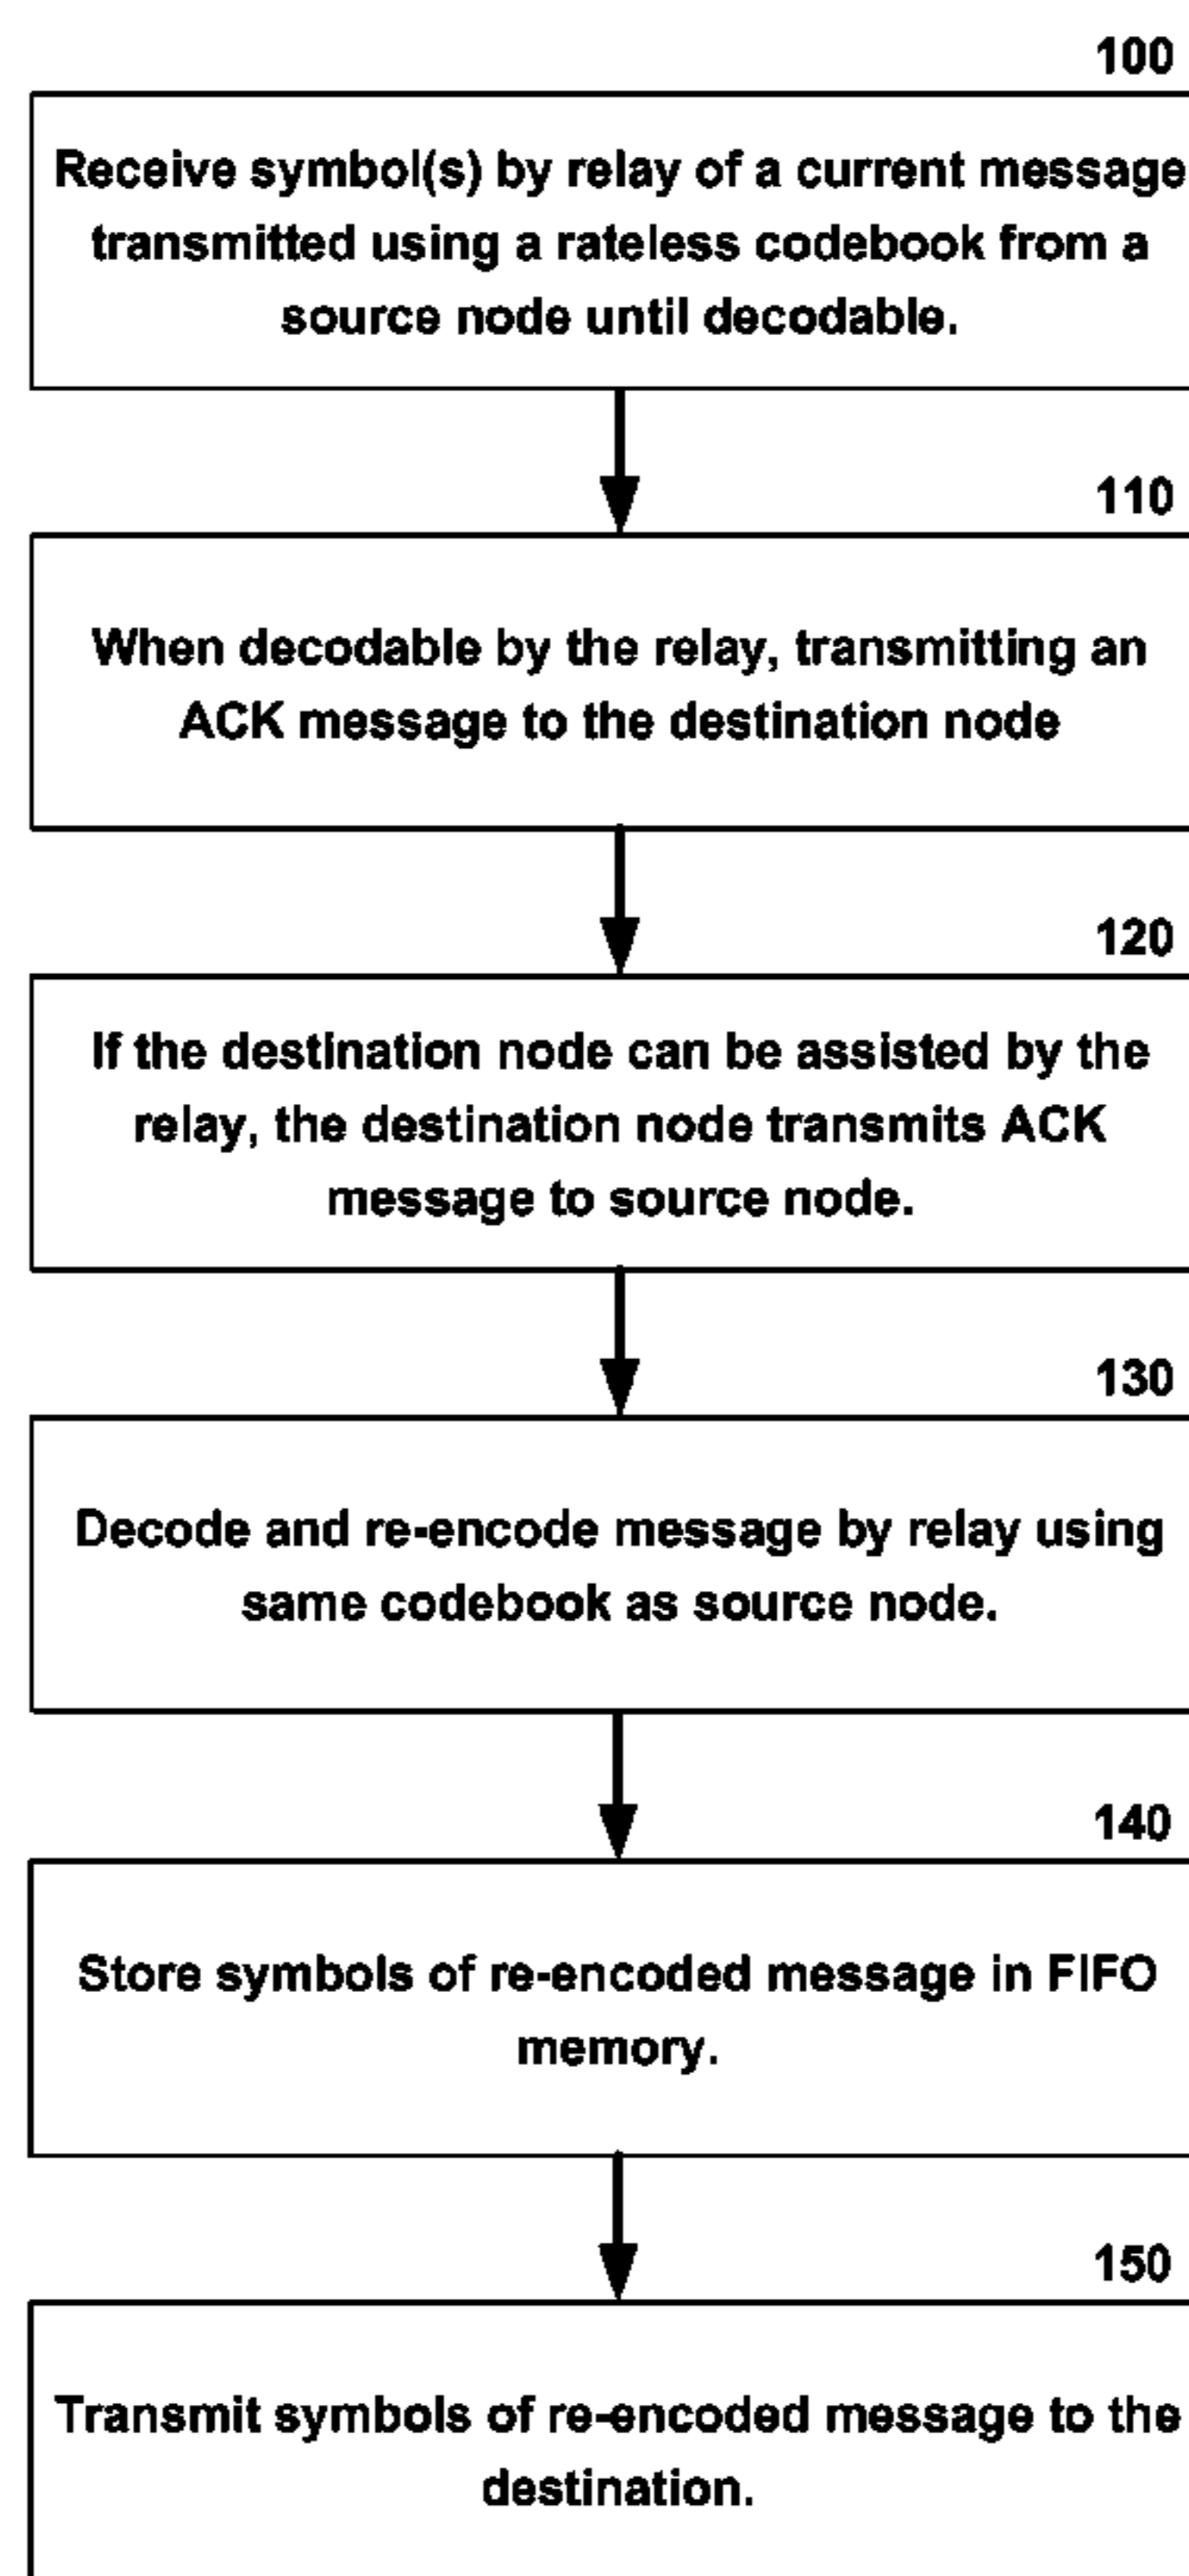 100
Receive symbol(s) by relay of a current message
transmitted using a rateless codebook from a
source node until decodable.
110
When decodable by the relay, transmitting an
ACK message to the destination node
120
If the destination node can be assisted by the
relay, the destination node transmits ACK
message to source node.
130
Decode and re-encode message by relay using
same codebook as source node.
140
Store symbols of re-encoded message in FIFO
memory.
150
Transmit symbols of re-encoded message to the
destination.